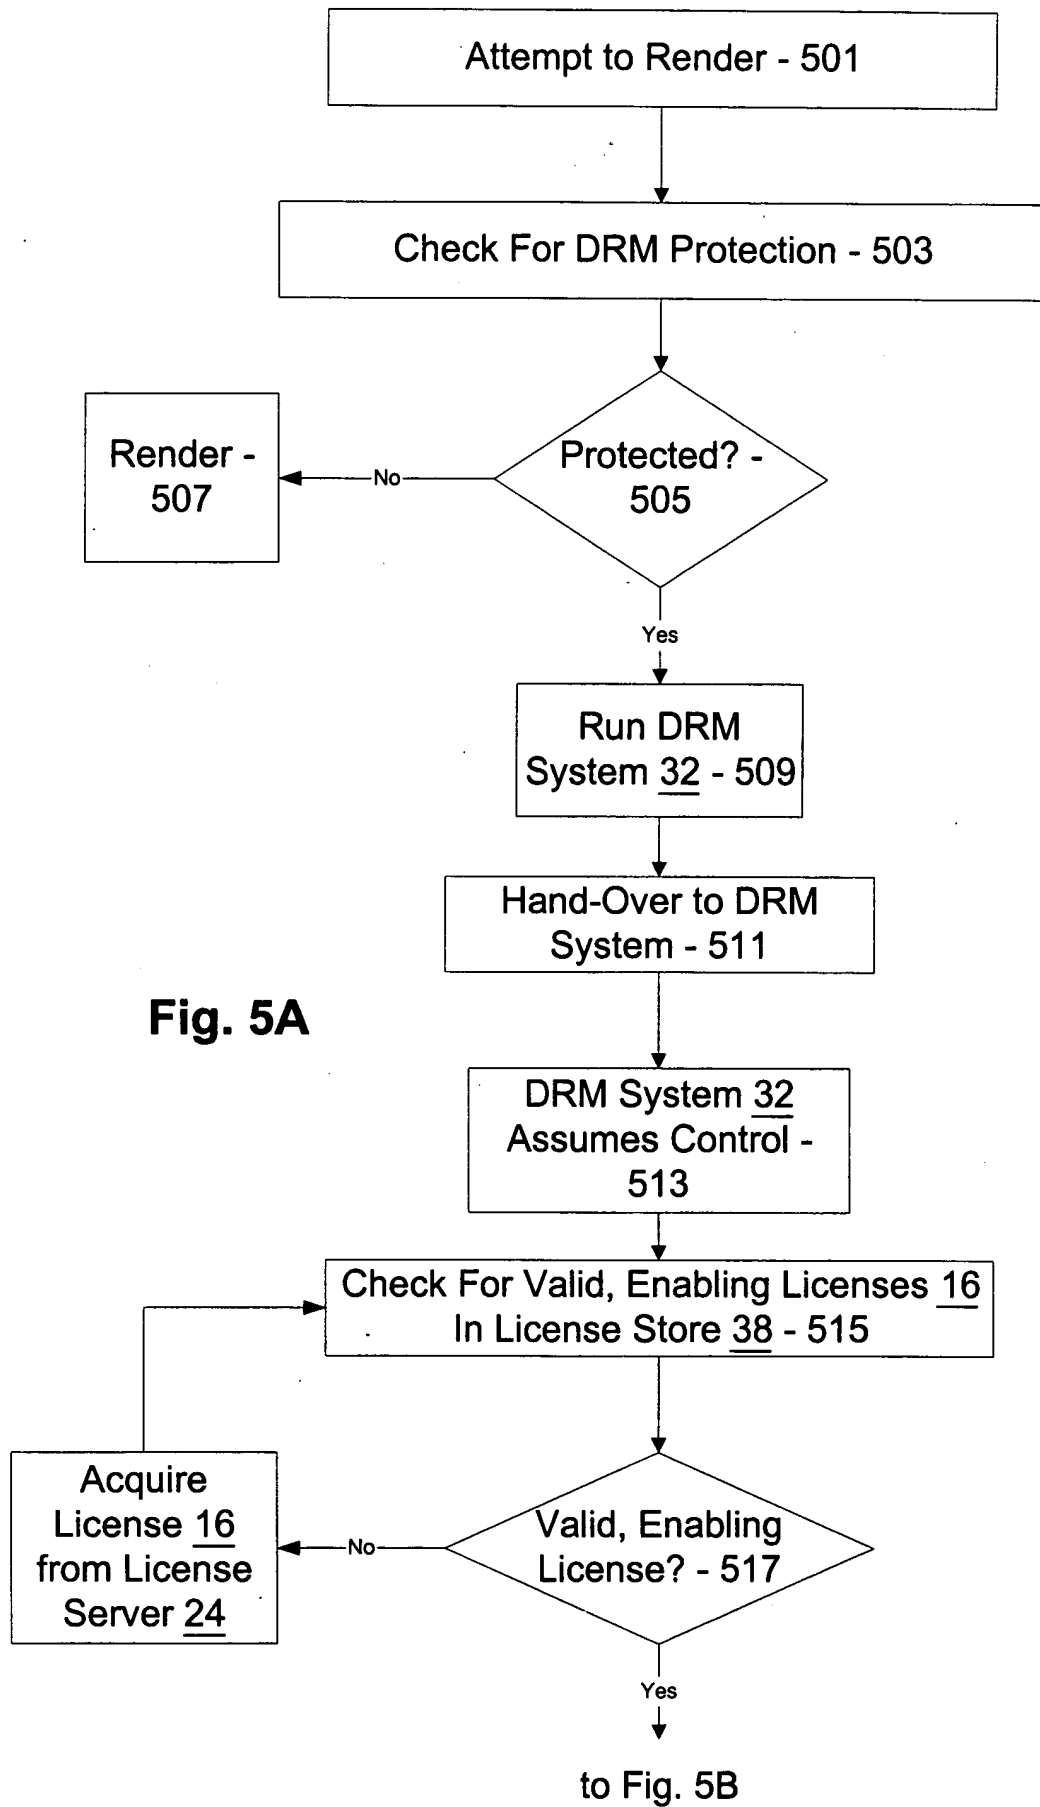 Attempt to Render - 501
Check For DRM Protection - 503
Protected? -
505
No
Render -
507
Yes
Run DRM
System 32 - 509
Hand-Over to DRM
System - 511
Fig. 5A
DRM System 32
Assumes Control -
513
Check For Valid, Enabling Licenses 16
In License Store 38 - 515
Valid, Enabling
License? - 517
No
Acquire
License 16
from License
Server 24
Yes
to Fig. 5B